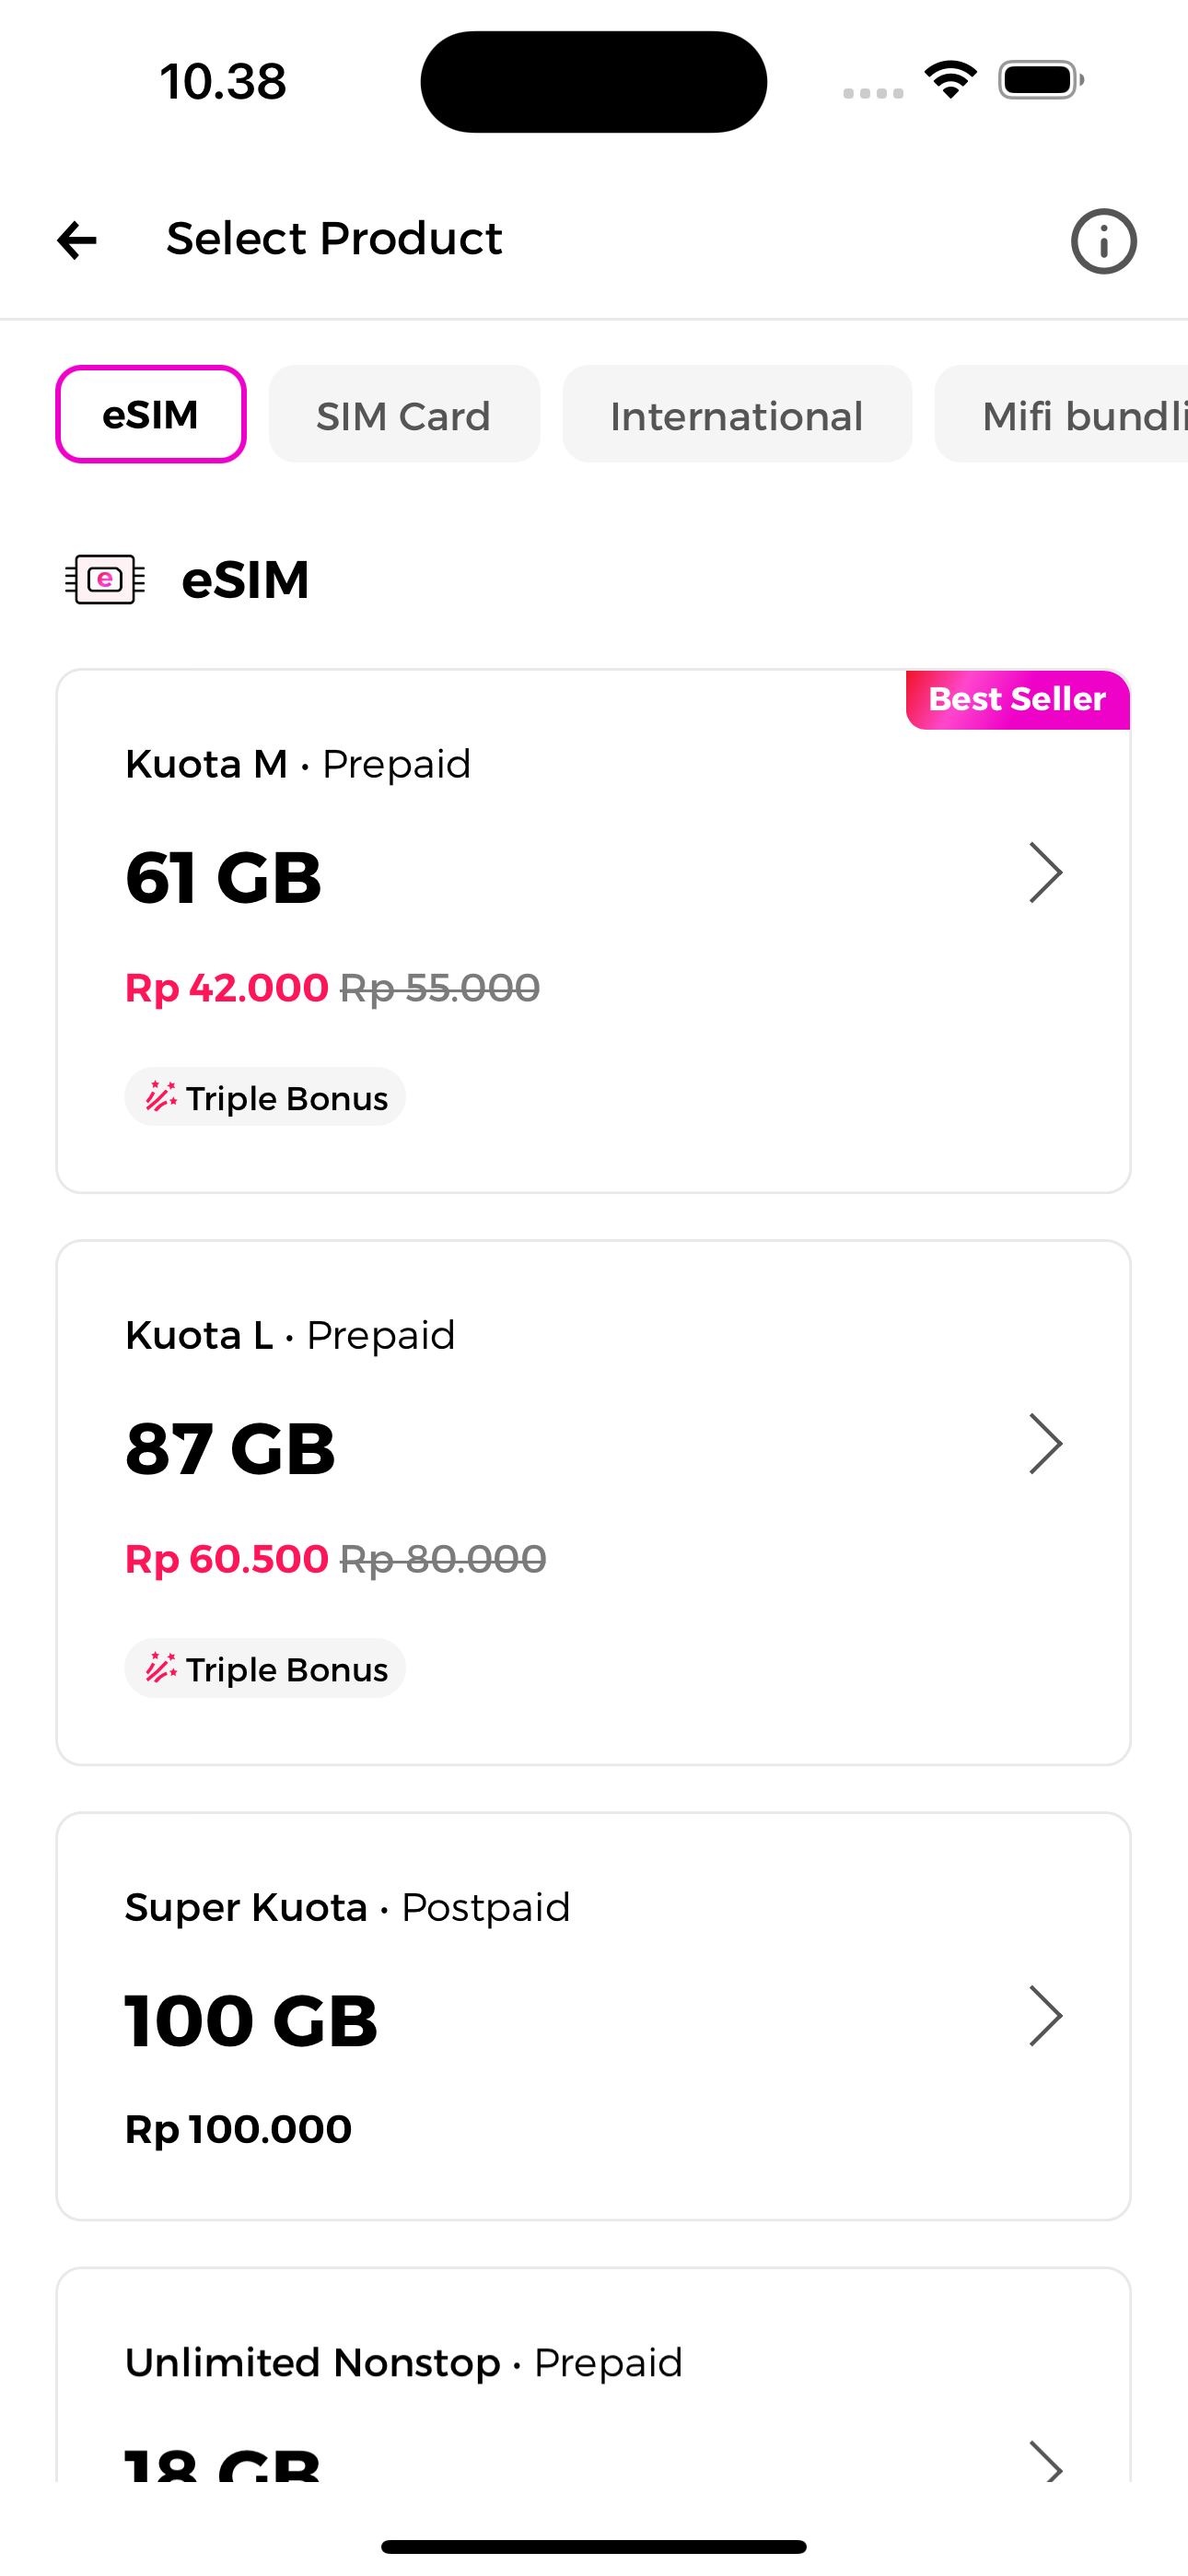 10.38
Select Product
eSIM
SIM Card
International
Mifi bundli
e
eSIM
Best Seller
Kuota M • Prepaid
61 GB
Rp 42.000 Rp 55.000
Triple Bonus
Kuota L • Prepaid
87 GB
Rp 60.500 Rp 80.000
Triple Bonus
Super Kuota • Postpaid
100 GB
Rp 100.000
Unlimited Nonstop • Prepaid
18 GB